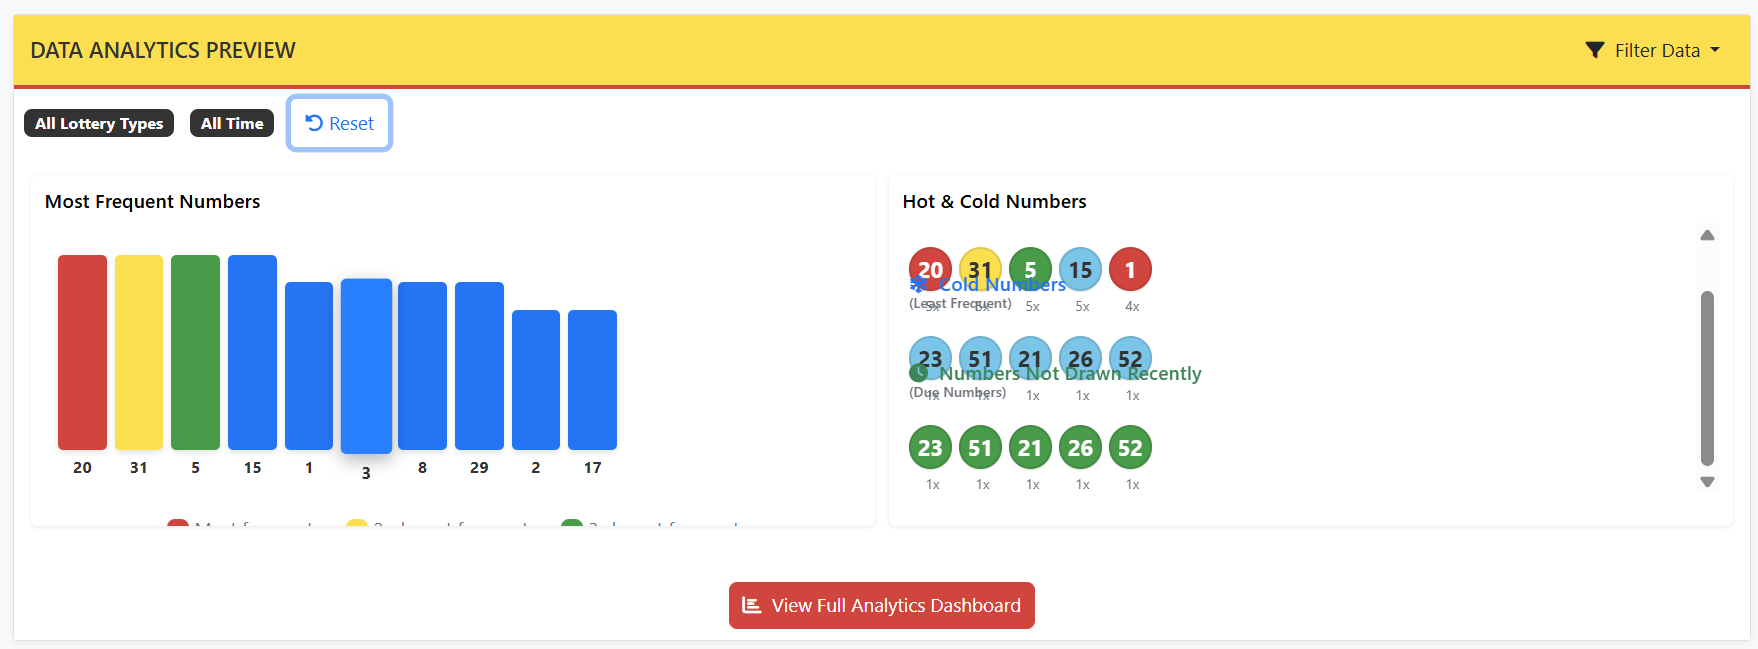 DATA ANALYTICS PREVIEW
Filter Data
All Lottery Types All Time Reset
Most Frequent Numbers
20 31 5 15 1 3 8 29 2 17
Hot & Cold Numbers
20 31 5 15 1
Cold Numbers
(Least Frequent)
5x 5x 5x 5x 4x
23 51 21 26 52
Numbers Not Drawn Recently
(Due Numbers)
1x 1x 1x 1x 1x
23 51 21 26 52
1x 1x 1x 1x 1x
View Full Analytics Dashboard